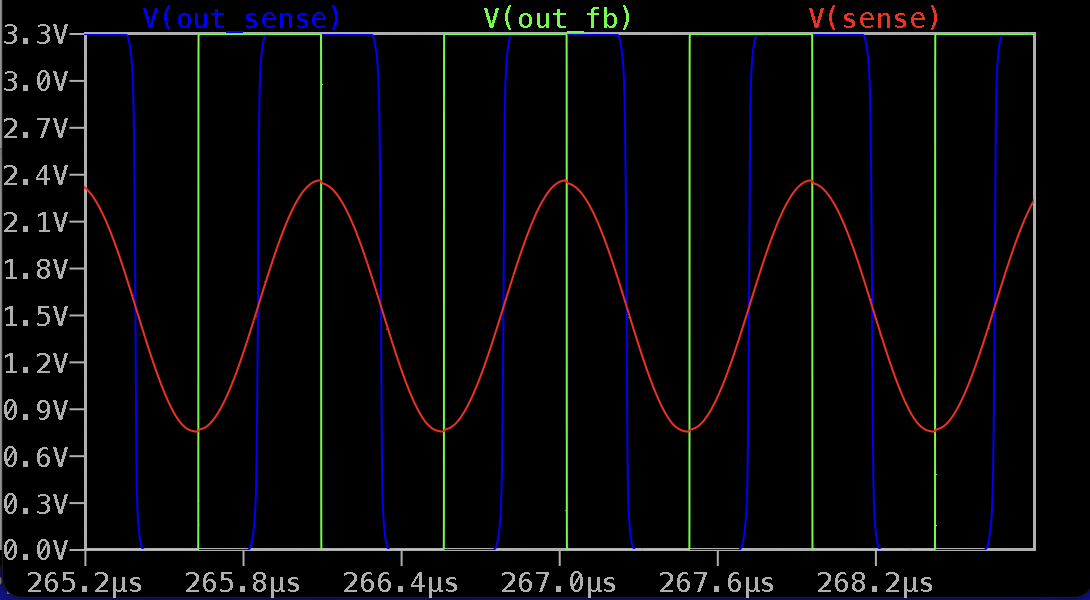 V(out_sense) V(out_fb) V(sense)
3.3V
3.0V
2.7V
2.4V
2.1V
1.8V
1.5V
1.2V
0.9V
0.6V
0.3V
0.0V
265.2µs 265.8µs 266.4µs 267.0µs 267.6µs 268.2µs